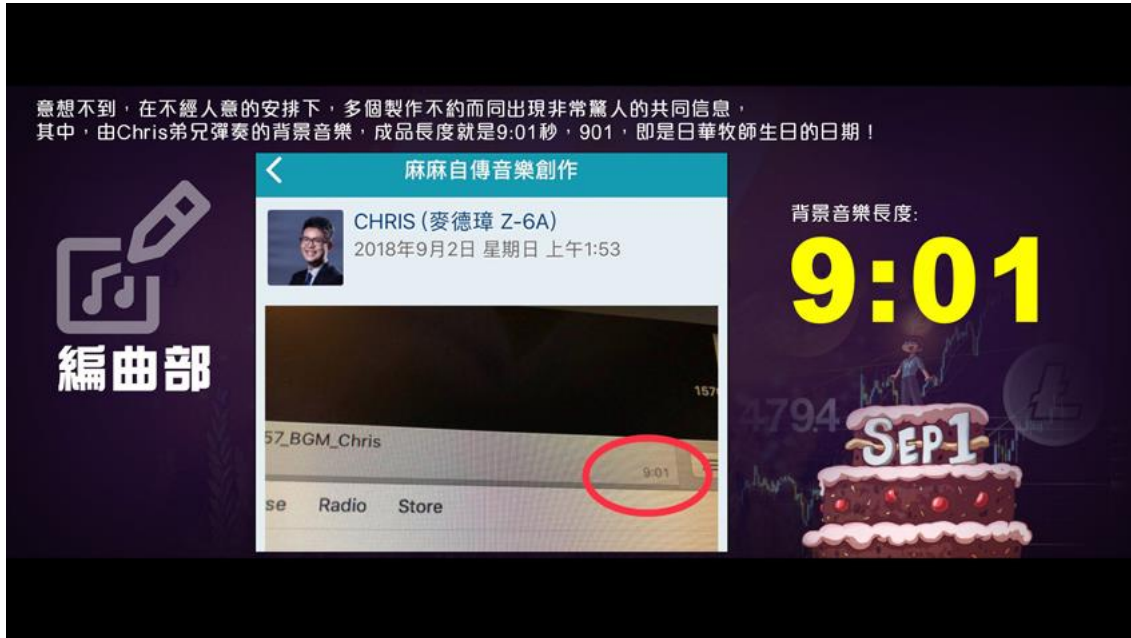 意想不到，在不經人意的安排下，多個製作不約而同出現非常驚人的共同信息，
其中，由Chris弟兄彈奏的背景音樂，成品長度就是9:01秒，901，即是日華牧師生日的日期！
麻麻自傳音樂創作
CHRIS (麥德瑋 Z-6A)
2018年9月2日 星期日 上午1:53
編曲部
157
57_BGM_Chris
9:01
se Radio Store
背景音樂長度:
9:01
4794
SEP 1